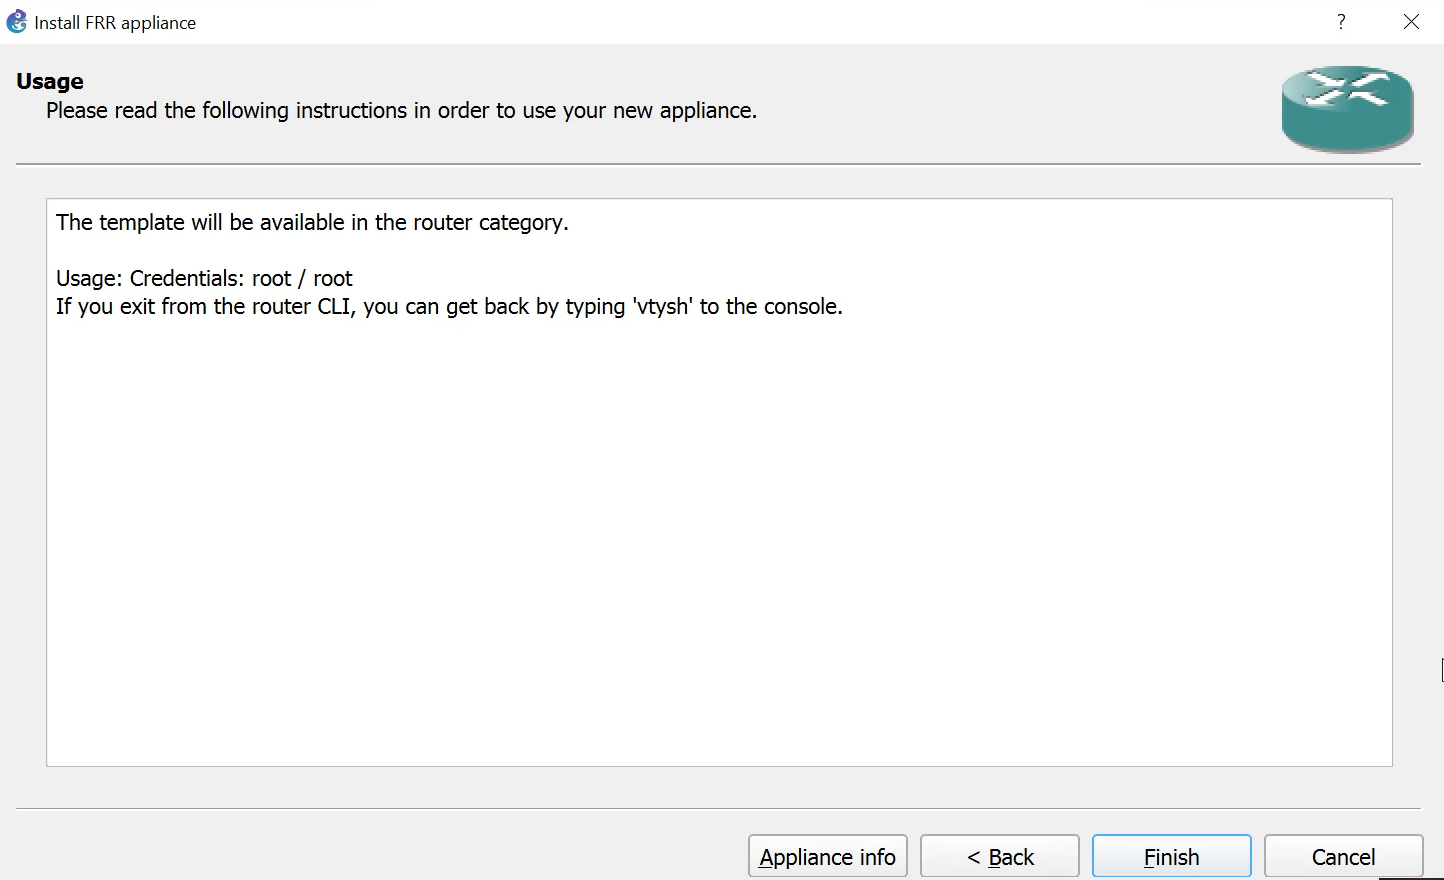 Install FRR appliance
?
Usage
Please read the following instructions in order to use your new appliance.
The template will be available in the router category.
Usage: Credentials: root / root
If you exit from the router CLI, you can get back by typing 'vtysh' to the console.
Appliance info
< Back
Finish
Cancel